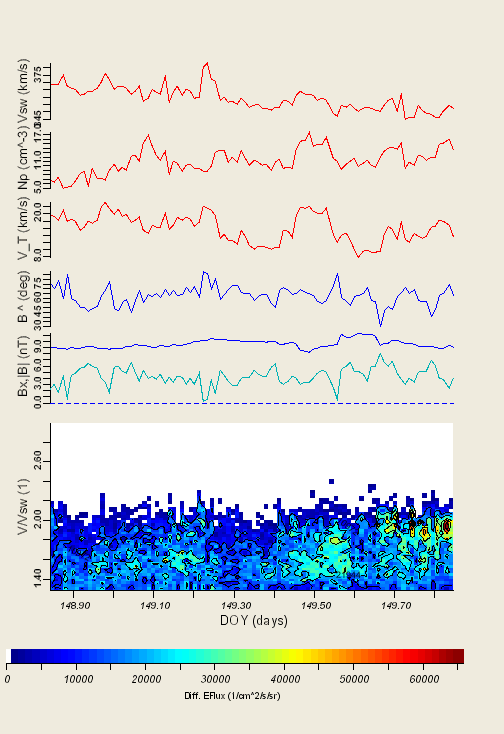 Vsw (km/s)
375
345
Np (cm^-3)
17.0
11.0
5.0
V_T (km/s)
20.0
8.0
B ^ (deg)
75
60
45
30
Bx,|B| (nT)
9.0
6.0
3.0
0.0
V/Vsw (1)
2.60
2.00
1.40
148.90 149.10 149.30 149.50 149.70
DOY (days)
0 10000 20000 30000 40000 50000 60000
Diff. EFlux (1/cm^2/s/sr)